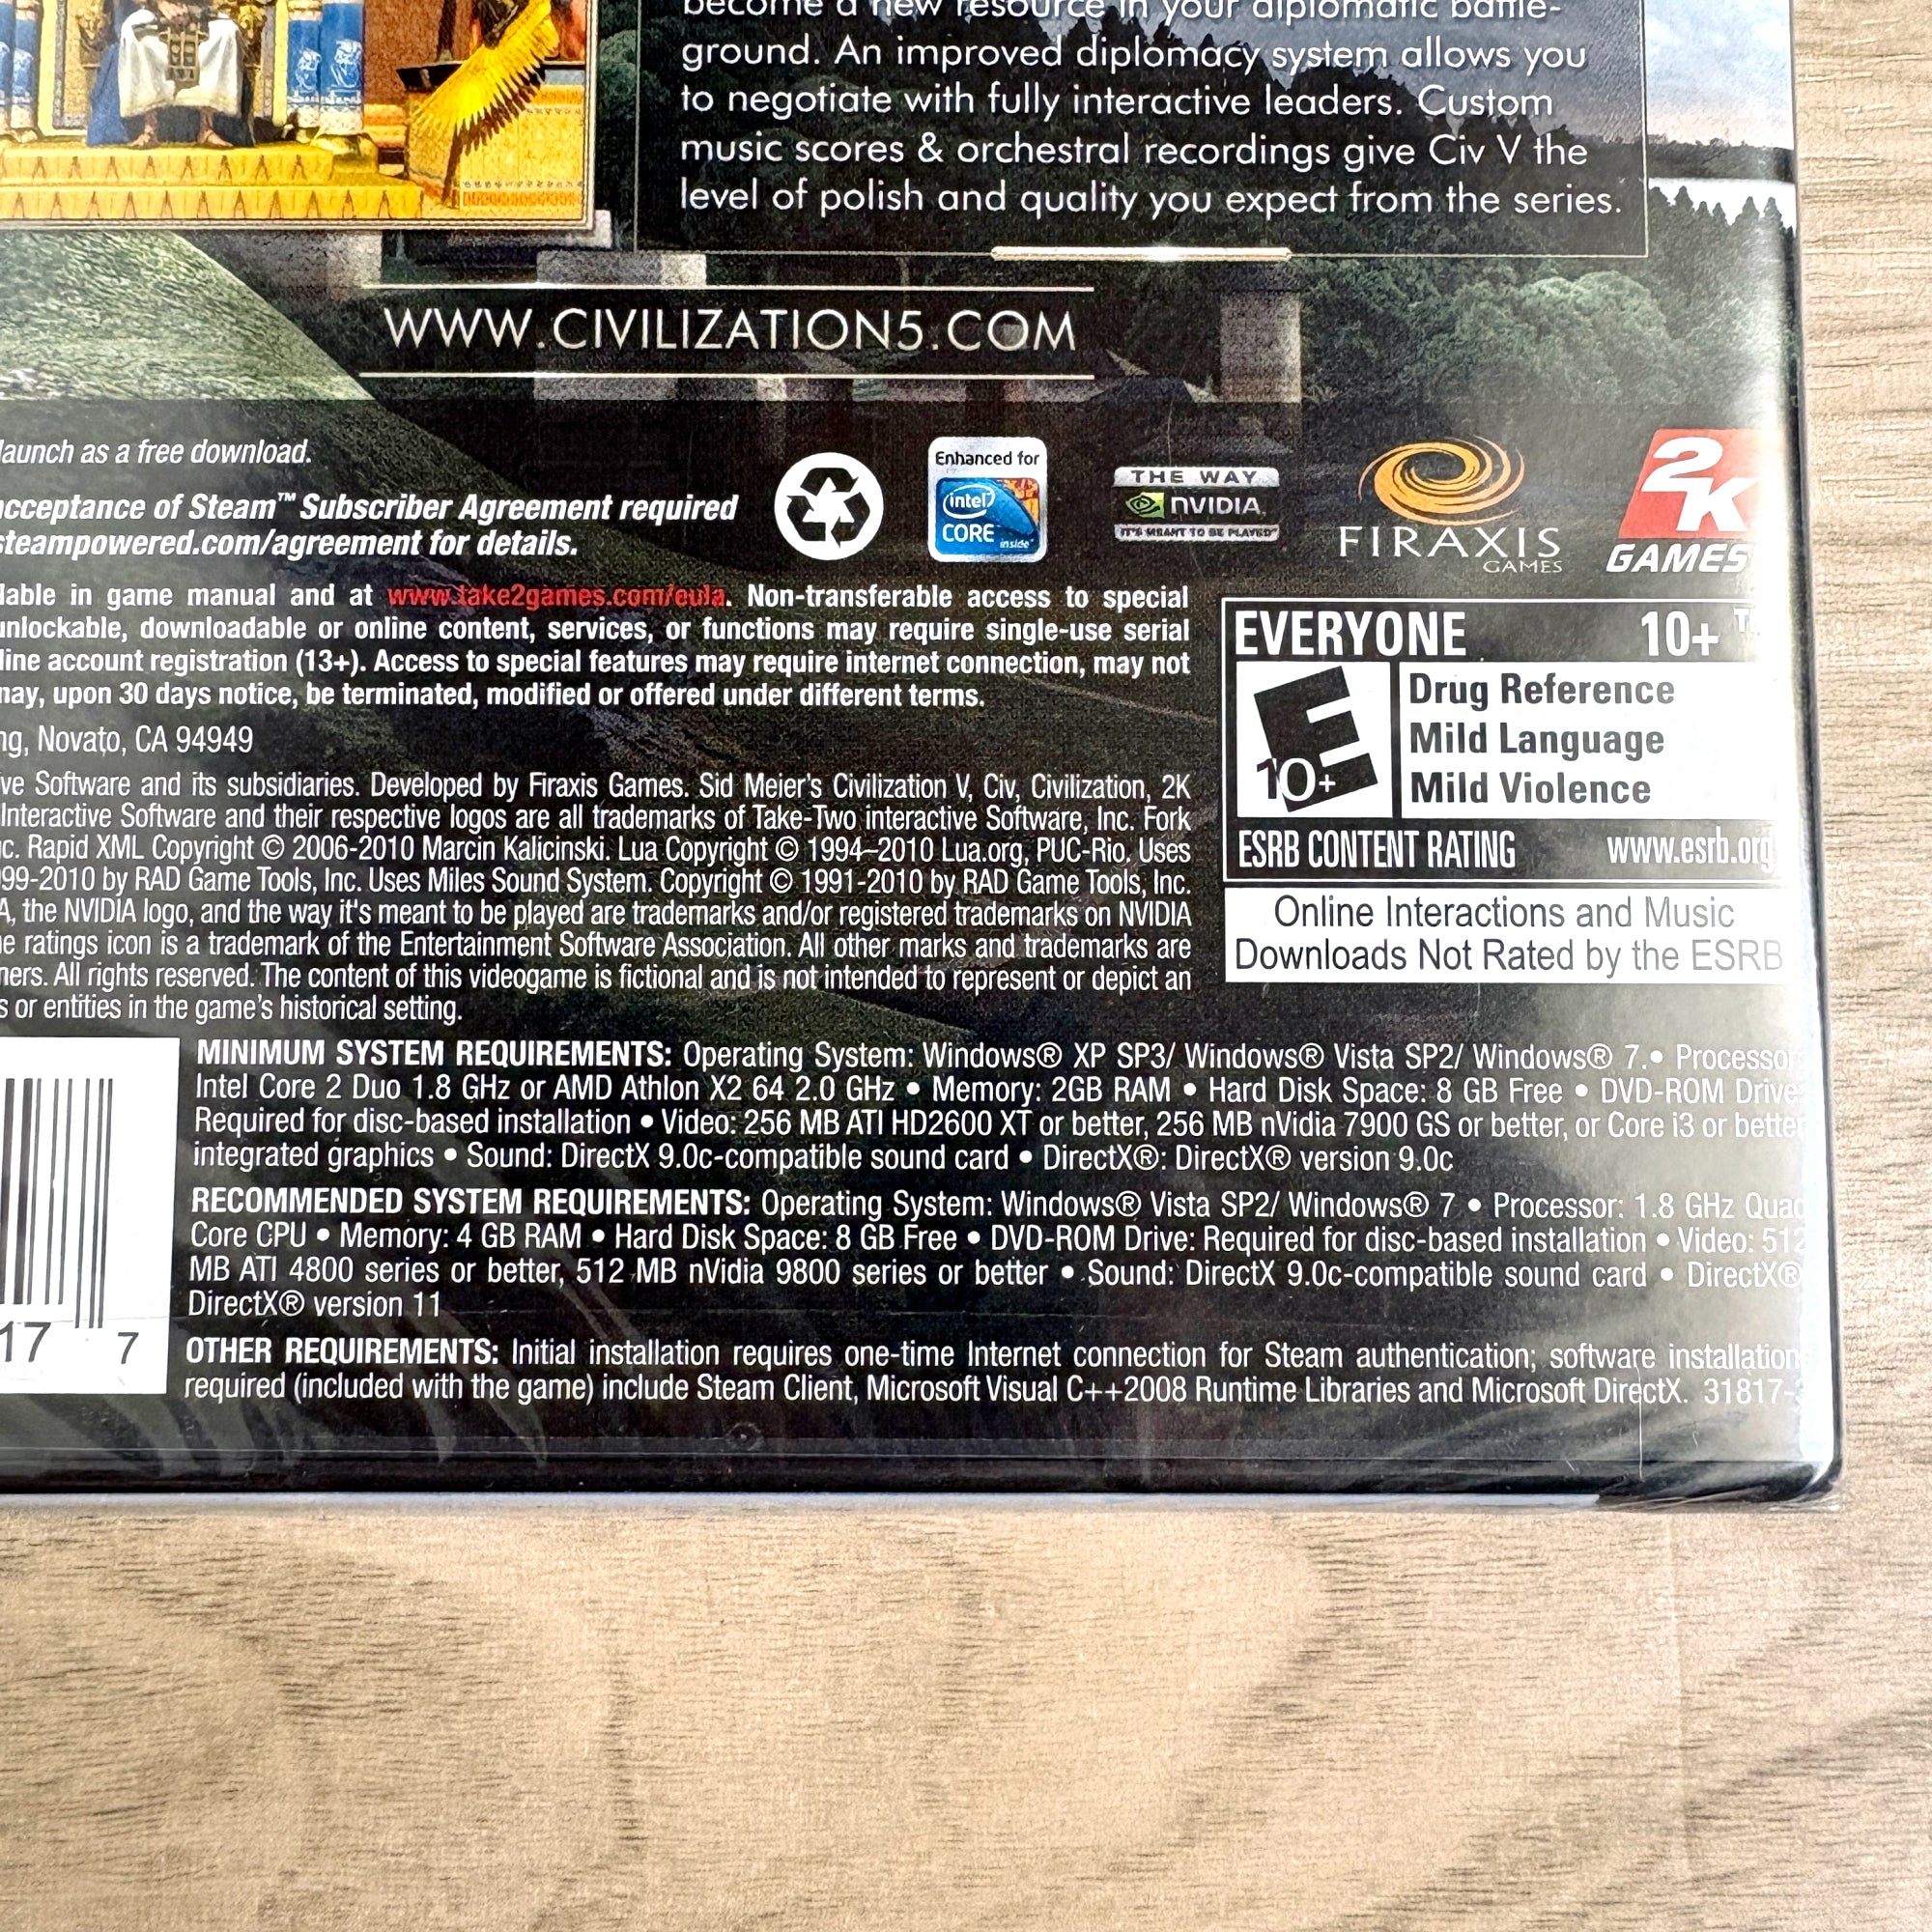 become a new resource in your diplomatic battle-
ground. An improved diplomacy system allows you
to negotiate with fully interactive leaders. Custom
music scores & orchestral recordings give Civ V the
level of polish and quality you expect from the series.
WWW.CIVILIZATION5.COM
launch as a free download.
acceptance of Steam™ Subscriber Agreement required
steampowered.com/agreement for details.
Enhanced for
intel
CORE
inside
THE WAY
NVIDIA
IT'S MEANT TO BE PLAYED
FIRAXIS
GAMES
2K
GAMES
lable in game manual and at www.take2games.com/eula. Non-transferable access to special
unlockable, downloadable or online content, services, or functions may require single-use serial
line account registration (13+). Access to special features may require internet connection, may not
may, upon 30 days notice, be terminated, modified or offered under different terms.
ng, Novato, CA 94949
ve Software and its subsidiaries. Developed by Firaxis Games. Sid Meier's Civilization V, Civ, Civilization, 2K
Interactive Software and their respective logos are all trademarks of Take-Two interactive Software, Inc. Fork
c. Rapid XML Copyright © 2006-2010 Marcin Kalicinski. Lua Copyright © 1994–2010 Lua.org, PUC-Rio. Uses
99-2010 by RAD Game Tools, Inc. Uses Miles Sound System. Copyright © 1991-2010 by RAD Game Tools, Inc.
A, the NVIDIA logo, and the way it's meant to be played are trademarks and/or registered trademarks on NVIDIA
e ratings icon is a trademark of the Entertainment Software Association. All other marks and trademarks are
ners. All rights reserved. The content of this videogame is fictional and is not intended to represent or depict an
s or entities in the game's historical setting.
EVERYONE 10+
E
10+
Drug Reference
Mild Language
Mild Violence
ESRB CONTENT RATING www.esrb.org
Online Interactions and Music
Downloads Not Rated by the ESRB
MINIMUM SYSTEM REQUIREMENTS: Operating System: Windows® XP SP3/ Windows® Vista SP2/ Windows® 7.• Processor
Intel Core 2 Duo 1.8 GHz or AMD Athlon X2 64 2.0 GHz • Memory: 2GB RAM • Hard Disk Space: 8 GB Free • DVD-ROM Drive:
Required for disc-based installation • Video: 256 MB ATI HD2600 XT or better, 256 MB nVidia 7900 GS or better, or Core i3 or better
integrated graphics • Sound: DirectX 9.0c-compatible sound card • DirectX®: DirectX® version 9.0c
RECOMMENDED SYSTEM REQUIREMENTS: Operating System: Windows® Vista SP2/ Windows® 7 • Processor: 1.8 GHz Quad
Core CPU • Memory: 4 GB RAM • Hard Disk Space: 8 GB Free • DVD-ROM Drive: Required for disc-based installation • Video: 512
MB ATI 4800 series or better, 512 MB nVidia 9800 series or better • Sound: DirectX 9.0c-compatible sound card • DirectX®
DirectX® version 11
17 7
OTHER REQUIREMENTS: Initial installation requires one-time Internet connection for Steam authentication; software installation
required (included with the game) include Steam Client, Microsoft Visual C++2008 Runtime Libraries and Microsoft DirectX. 31817-